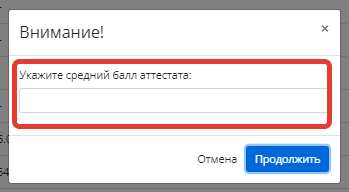 Внимание!
×
Укажите средний балл аттестата:
Отмена Продолжить